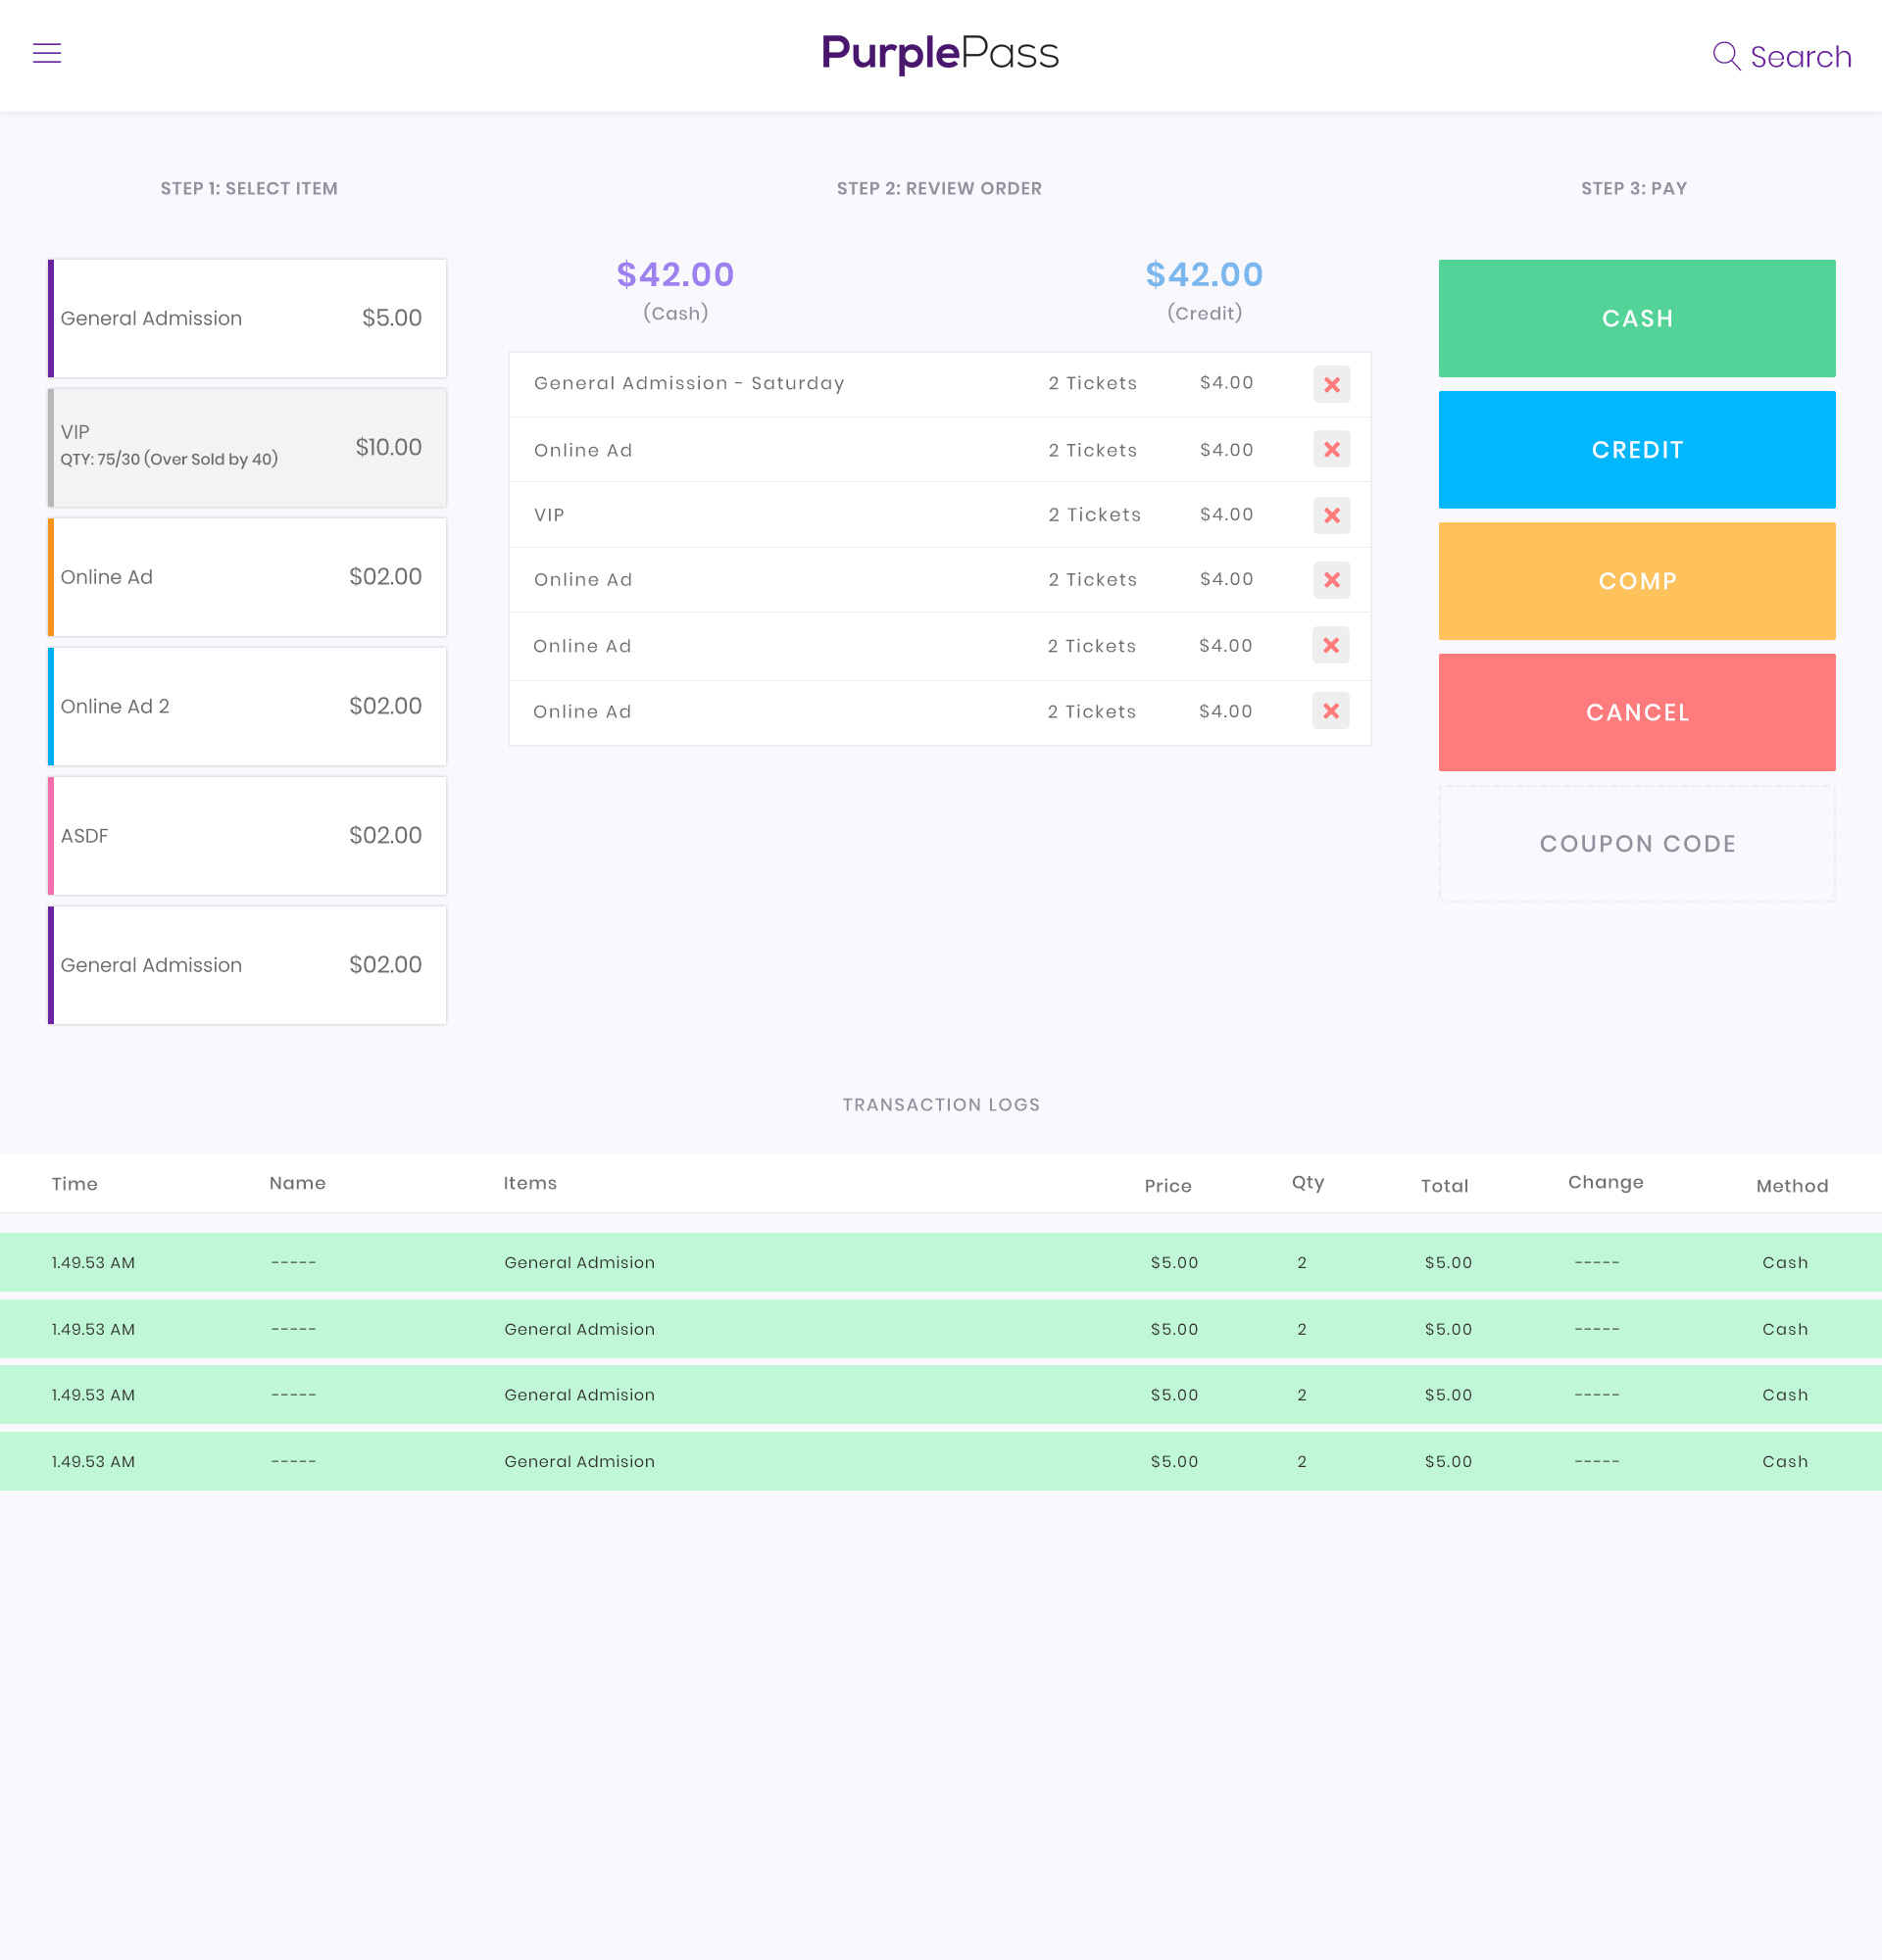 PurplePass
Search
STEP 1: SELECT ITEM
STEP 2: REVIEW ORDER
STEP 3: PAY
General Admission $5.00
VIP
QTY: 75/30 (Over Sold by 40)
$10.00
Online Ad $02.00
Online Ad 2 $02.00
ASDF $02.00
General Admission $02.00
$42.00
(Cash)
$42.00
(Credit)
General Admission - Saturday 2 Tickets $4.00
Online Ad 2 Tickets $4.00
VIP 2 Tickets $4.00
Online Ad 2 Tickets $4.00
Online Ad 2 Tickets $4.00
Online Ad 2 Tickets $4.00
CASH
CREDIT
COMP
CANCEL
COUPON CODE
TRANSACTION LOGS
Time Name Items Price Qty Total Change Method
1.49.53 AM ----- General Admision $5.00 2 $5.00 ----- Cash
1.49.53 AM ----- General Admision $5.00 2 $5.00 ----- Cash
1.49.53 AM ----- General Admision $5.00 2 $5.00 ----- Cash
1.49.53 AM ----- General Admision $5.00 2 $5.00 ----- Cash